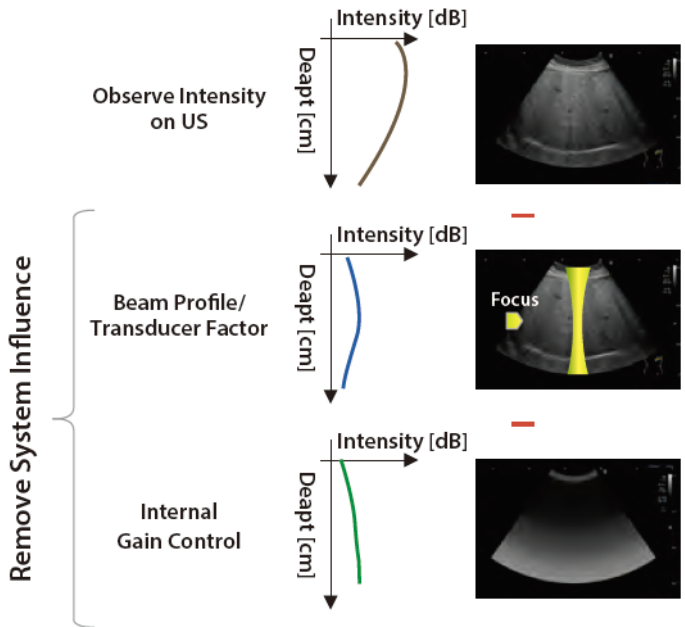 Intensity [dB]
Observe Intensity
on US
Deapt [cm]
Remove System Influence
Intensity [dB]
Beam Profile/
Transducer Factor
Deapt [cm]
Focus
Intensity [dB]
Internal
Gain Control
Deapt [cm]